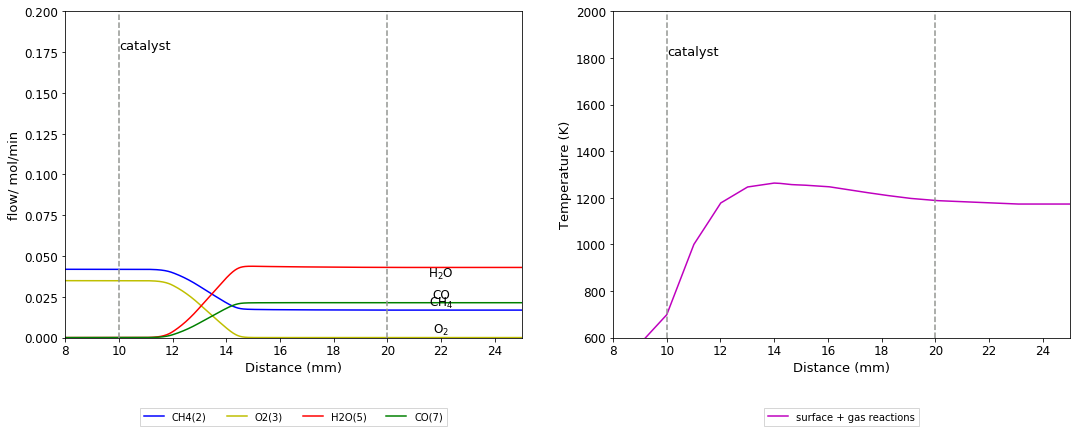 0.200
0.175
0.150
0.125
0.100
0.075
0.050
0.025
0.000
flow/ mol/min
catalyst
H₂O
CO
CH₄
O₂
8 10 12 14 16 18 20 22 24
Distance (mm)
CH4(2) O2(3) H2O(5) CO(7)
2000
1800
1600
1400
1200
1000
800
600
Temperature (K)
catalyst
8 10 12 14 16 18 20 22 24
Distance (mm)
surface + gas reactions